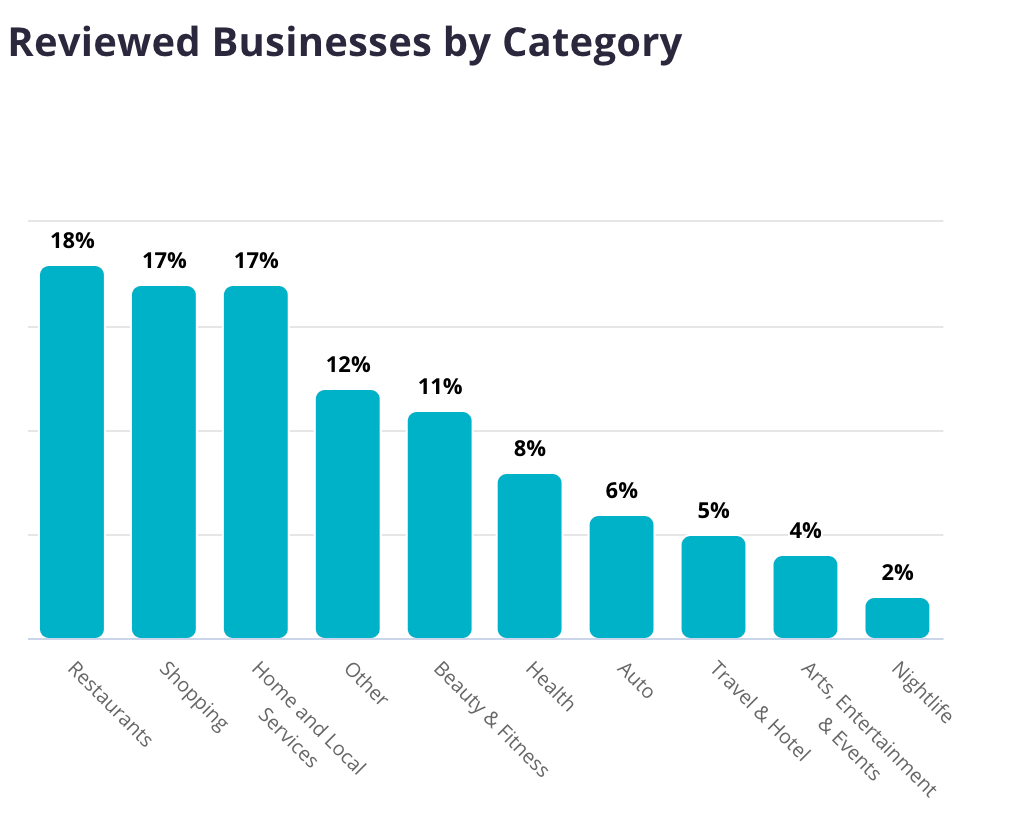 Reviewed Businesses by Category
18%
17%
17%
12%
11%
8%
6%
5%
4%
2%
Restaurants
Shopping
Home and Local
Services
Other
Beauty & Fitness
Health
Auto
Travel & Hotel
Arts, Entertainment
& Events
Nightlife